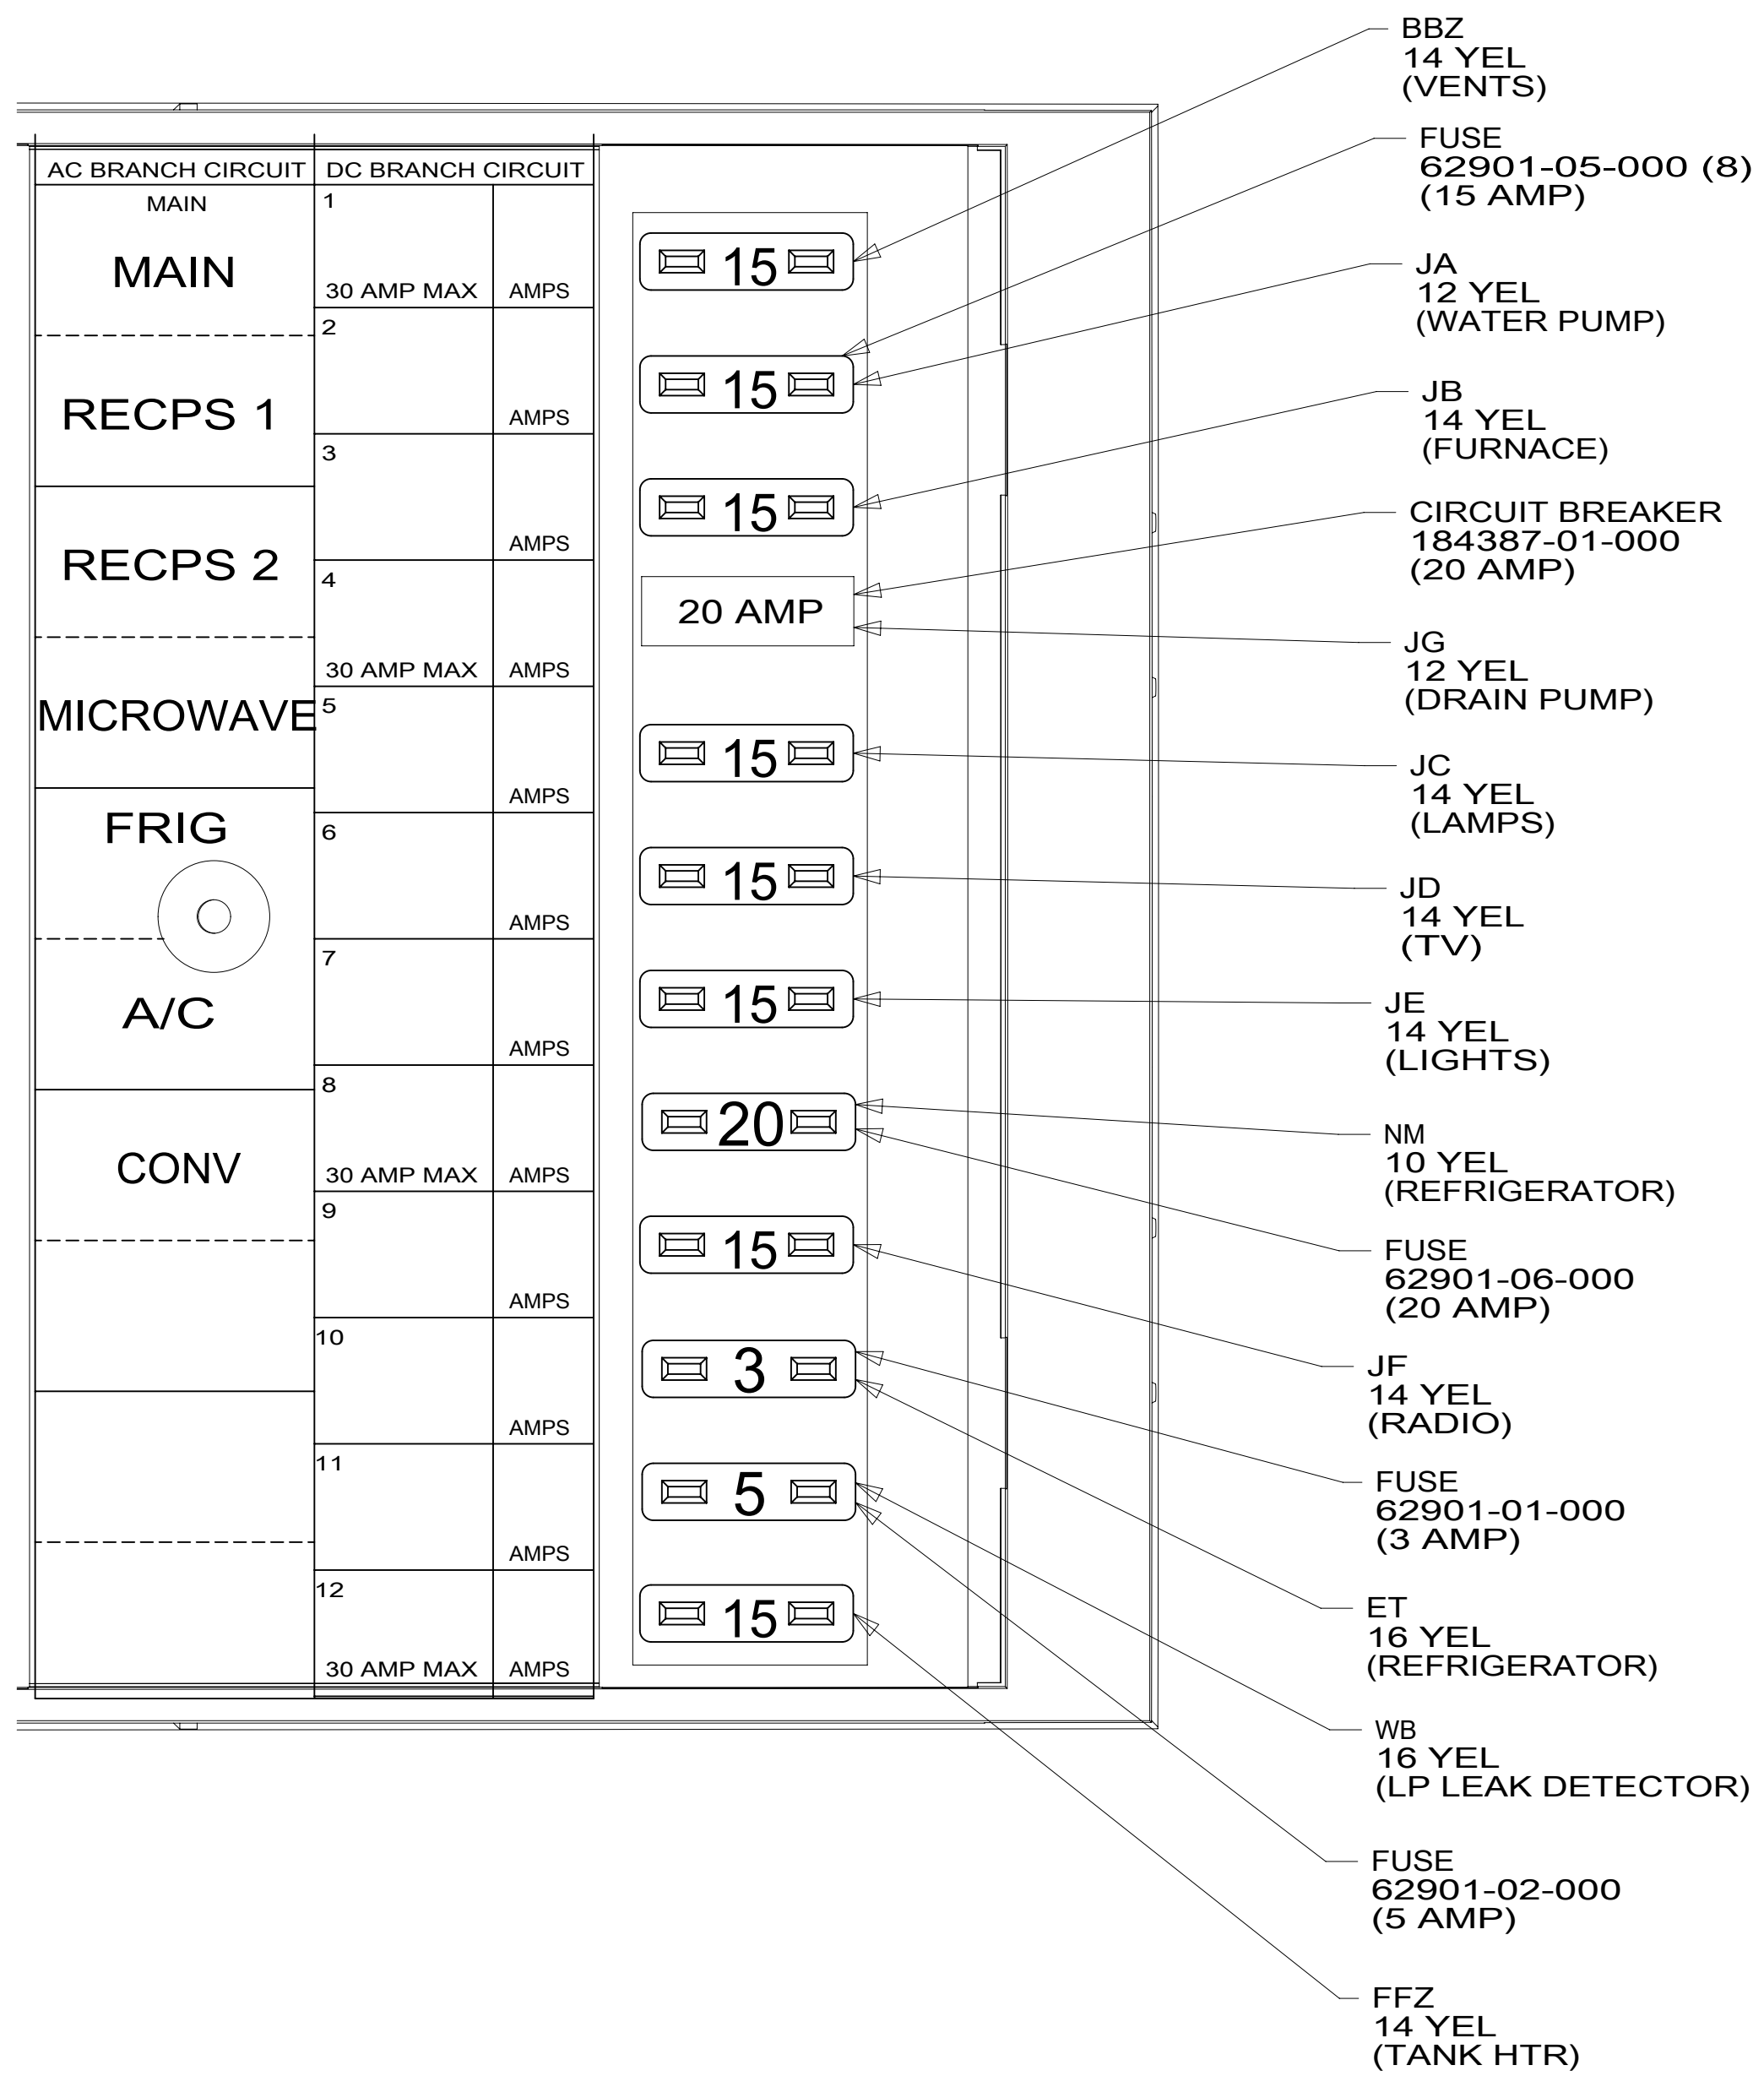 AC BRANCH CIRCUIT
MAIN
MAIN
RECPS 1
RECPS 2
MICROWAVE
FRIG
A/C
CONV
DC BRANCH CIRCUIT
1
30 AMP MAX AMPS
2
AMPS
3
AMPS
4
30 AMP MAX AMPS
5
AMPS
6
AMPS
7
AMPS
8
30 AMP MAX AMPS
9
AMPS
10
AMPS
11
AMPS
12
30 AMP MAX AMPS
15
15
15
20 AMP
15
15
15
20
15
3
5
15
BBZ
14 YEL
(VENTS)
FUSE
62901-05-000 (8)
(15 AMP)
JA
12 YEL
(WATER PUMP)
JB
14 YEL
(FURNACE)
CIRCUIT BREAKER
184387-01-000
(20 AMP)
JG
12 YEL
(DRAIN PUMP)
JC
14 YEL
(LAMPS)
JD
14 YEL
(TV)
JE
14 YEL
(LIGHTS)
NM
10 YEL
(REFRIGERATOR)
FUSE
62901-06-000
(20 AMP)
JF
14 YEL
(RADIO)
FUSE
62901-01-000
(3 AMP)
ET
16 YEL
(REFRIGERATOR)
WB
16 YEL
(LP LEAK DETECTOR)
FUSE
62901-02-000
(5 AMP)
FFZ
14 YEL
(TANK HTR)